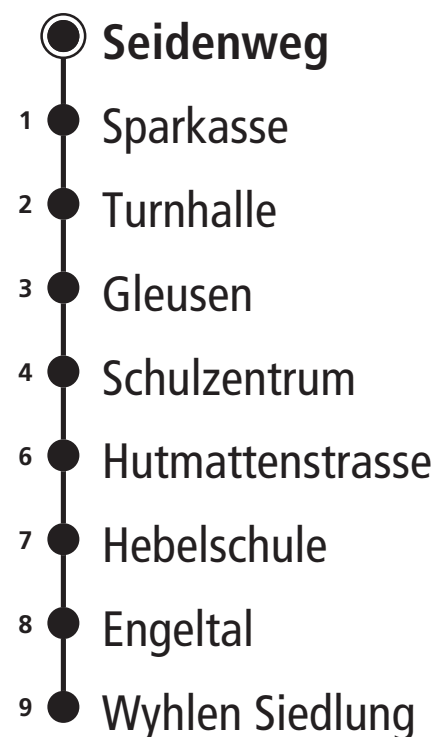 Seidenweg
1 Sparkasse
2 Turnhalle
3 Gleusen
4 Schulzentrum
6 Hutmattenstrasse
7 Hebelschule
8 Engeltal
9 Wyhlen Siedlung